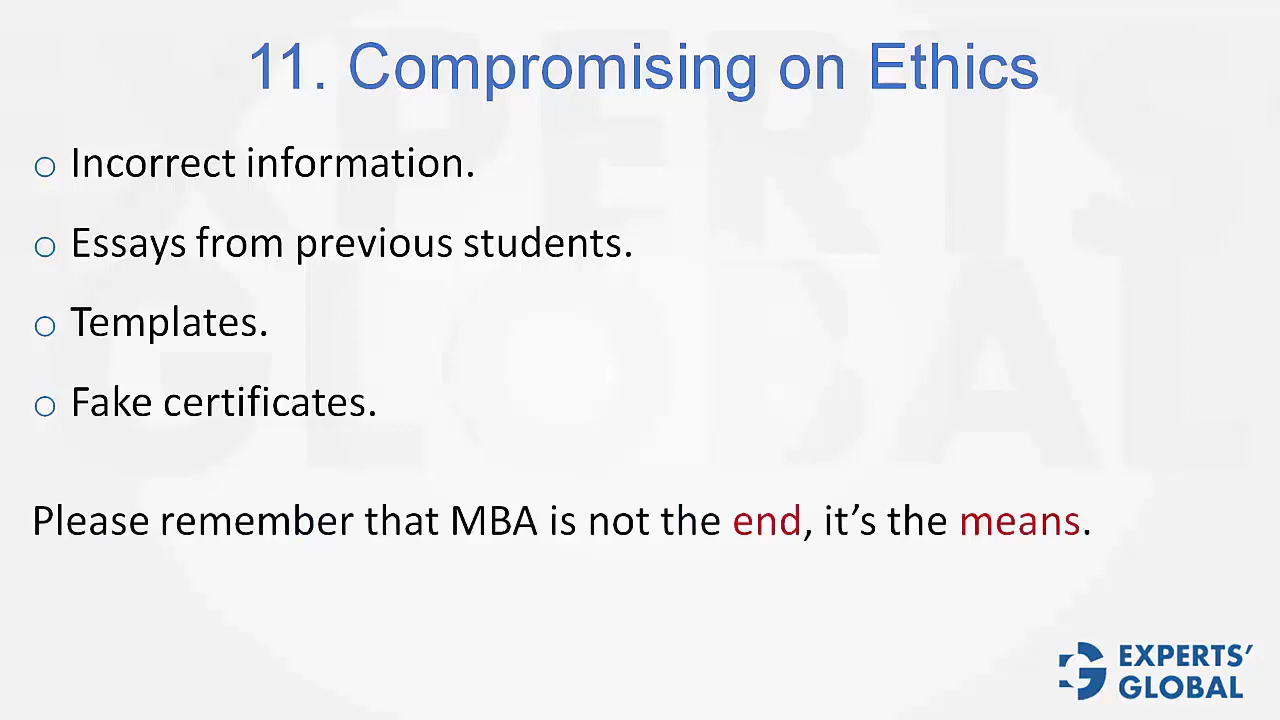 11. Compromising on Ethics
Incorrect information.
Essays from previous students.
Templates.
Fake certificates.
Please remember that MBA is not the end, it’s the means.
EXPERTS’
GLOBAL